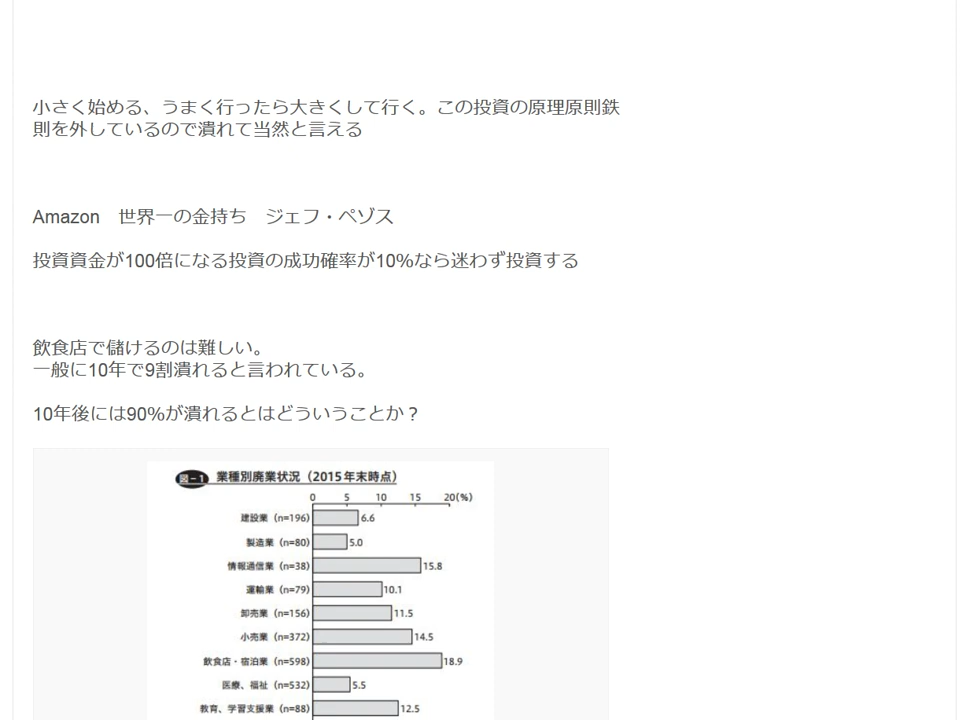 小さく始める、うまく行ったら大きくして行く。この投資の原理原則鉄
則を外しているので潰れて当然と言える
Amazon　世界一の金持ち　ジェフ・ペゾス
投資資金が100倍になる投資の成功確率が10%なら迷わず投資する
飲食店で儲けるのは難しい。
一般に10年で9割潰れると言われている。
10年後には90%が潰れるとはどういうことか？
図-1 業種別廃業状況（2015年末時点）
0 5 10 15 20(%)
建設業（n=196） 6.6
製造業（n=80） 5.0
情報通信業（n=38） 15.8
運輸業（n=79） 10.1
卸売業（n=156） 11.5
小売業（n=372） 14.5
飲食店・宿泊業（n=598） 18.9
医療、福祉（n=532） 5.5
教育、学習支援業（n=88） 12.5